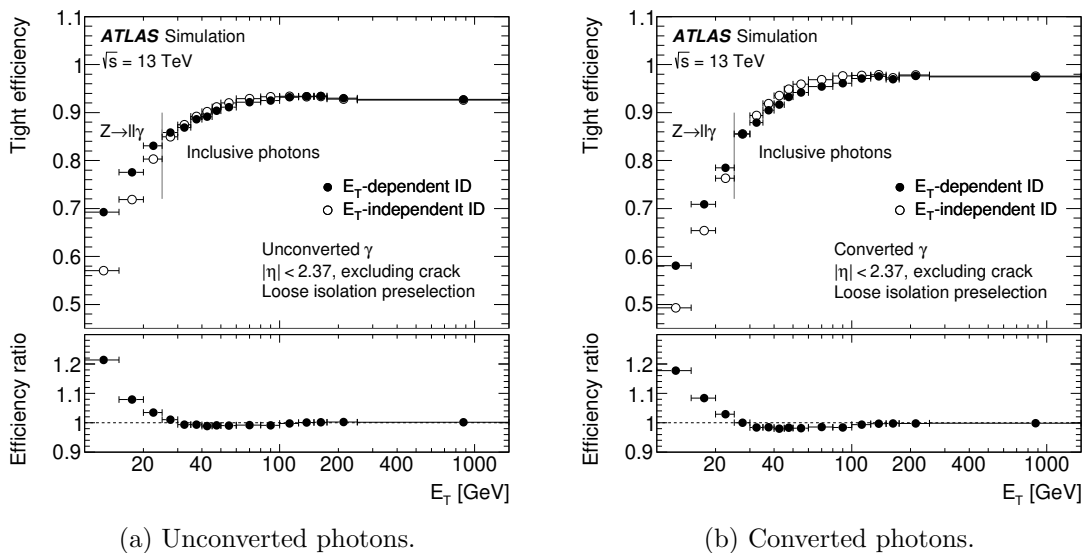 Tight efficiency
1.1
1
0.9
0.8
0.7
0.6
0.5
ATLAS Simulation
√s = 13 TeV
Z→llγ
Inclusive photons
E_T-dependent ID
E_T-independent ID
Unconverted γ
|η| < 2.37, excluding crack
Loose isolation preselection
Efficiency ratio
1.2
1.1
1
0.9
20 40 100 200 1000
E_T [GeV]
(a) Unconverted photons.
Tight efficiency
1.1
1
0.9
0.8
0.7
0.6
0.5
ATLAS Simulation
√s = 13 TeV
Z→llγ
Inclusive photons
E_T-dependent ID
E_T-independent ID
Converted γ
|η| < 2.37, excluding crack
Loose isolation preselection
Efficiency ratio
1.2
1.1
1
0.9
20 40 100 200 1000
E_T [GeV]
(b) Converted photons.